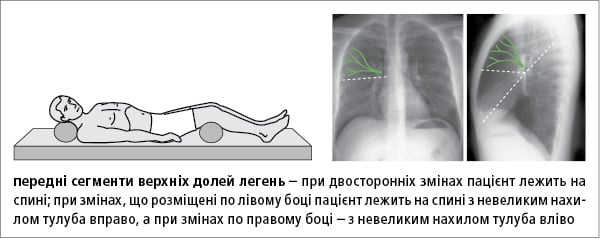 передні сегменти верхніх долей легень – при двосторонніх змінах пацієнт лежить на
спині; при змінах, що розміщені по лівому боці пацієнт лежить на спині з невеликим нахи-
лом тулуба вправо, а при змінах по правому боці – з невеликим нахилом тулуба вліво